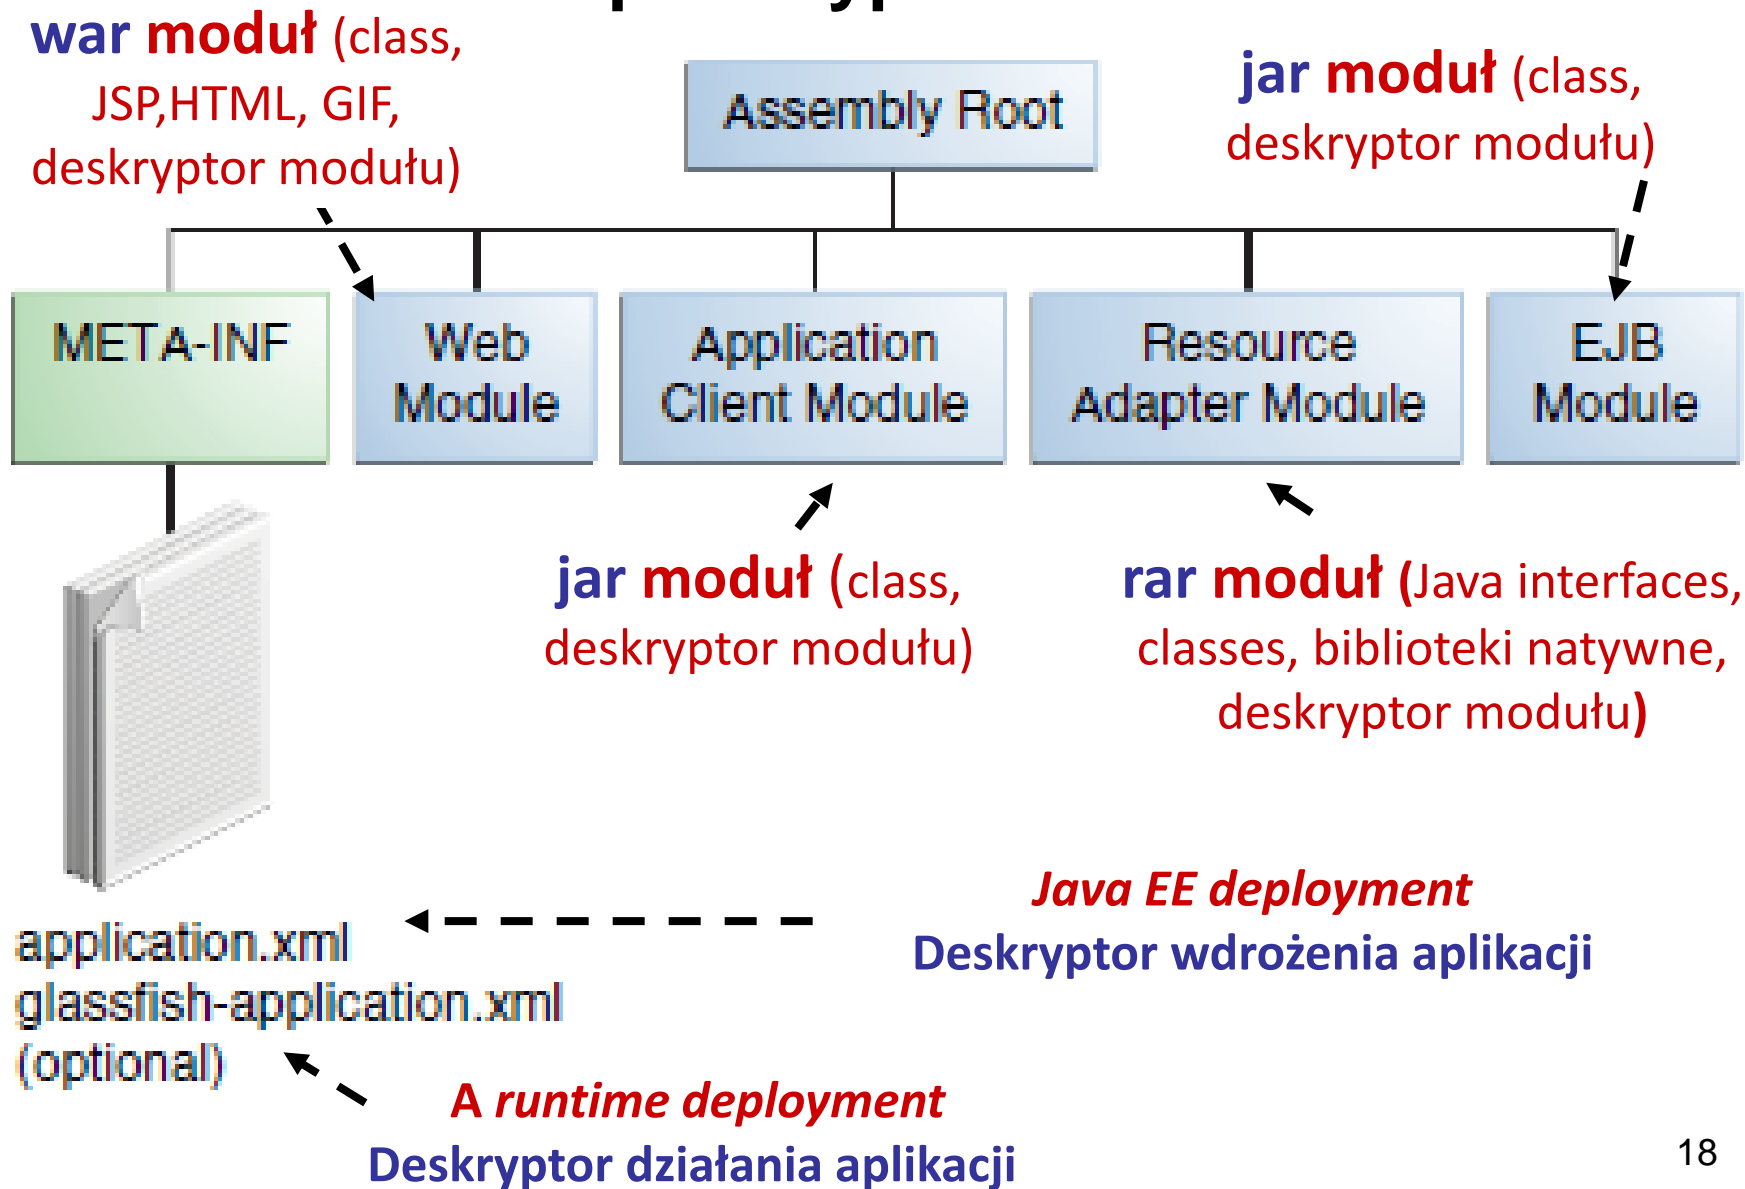 war moduł (class,
JSP,HTML, GIF,
deskryptor modułu)
jar moduł (class,
deskryptor modułu)
Assembly Root
META-INF
Web
Module
Application
Client Module
Resource
Adapter Module
EJB
Module
jar moduł (class,
deskryptor modułu)
rar moduł (Java interfaces,
classes, biblioteki natywne,
deskryptor modułu)
Java EE deployment
Deskryptor wdrożenia aplikacji
application.xml
glassfish-application.xml
(optional)
A runtime deployment
Deskryptor działania aplikacji
18